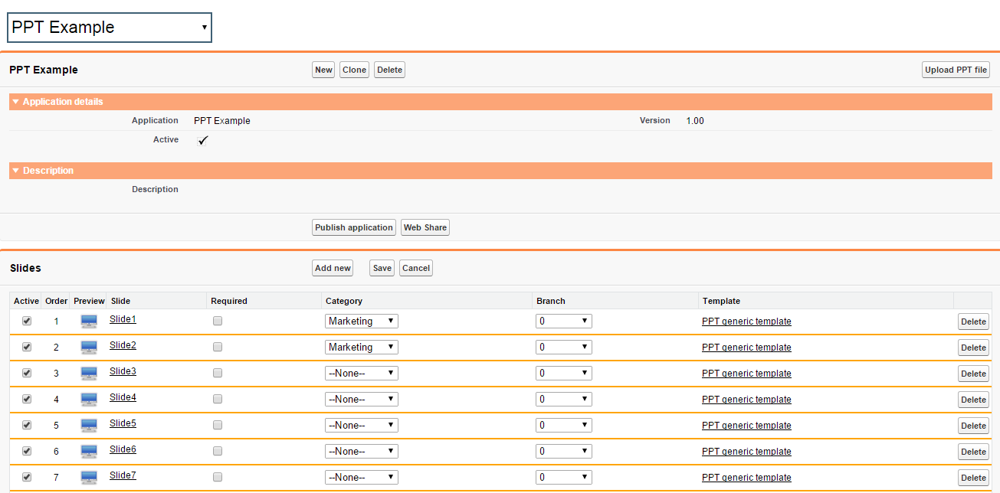 PPT Example
PPT Example New Clone Delete Upload PPT file
Application details
Application PPT Example Version 1.00
Active
Description
Description
Publish application Web Share
Slides Add new Save Cancel
Active Order Preview Slide Required Category Branch Template
1 Slide1 Marketing 0 PPT generic template Delete
2 Slide2 Marketing 0 PPT generic template Delete
3 Slide3 --None-- 0 PPT generic template Delete
4 Slide4 --None-- 0 PPT generic template Delete
5 Slide5 --None-- 0 PPT generic template Delete
6 Slide6 --None-- 0 PPT generic template Delete
7 Slide7 --None-- 0 PPT generic template Delete